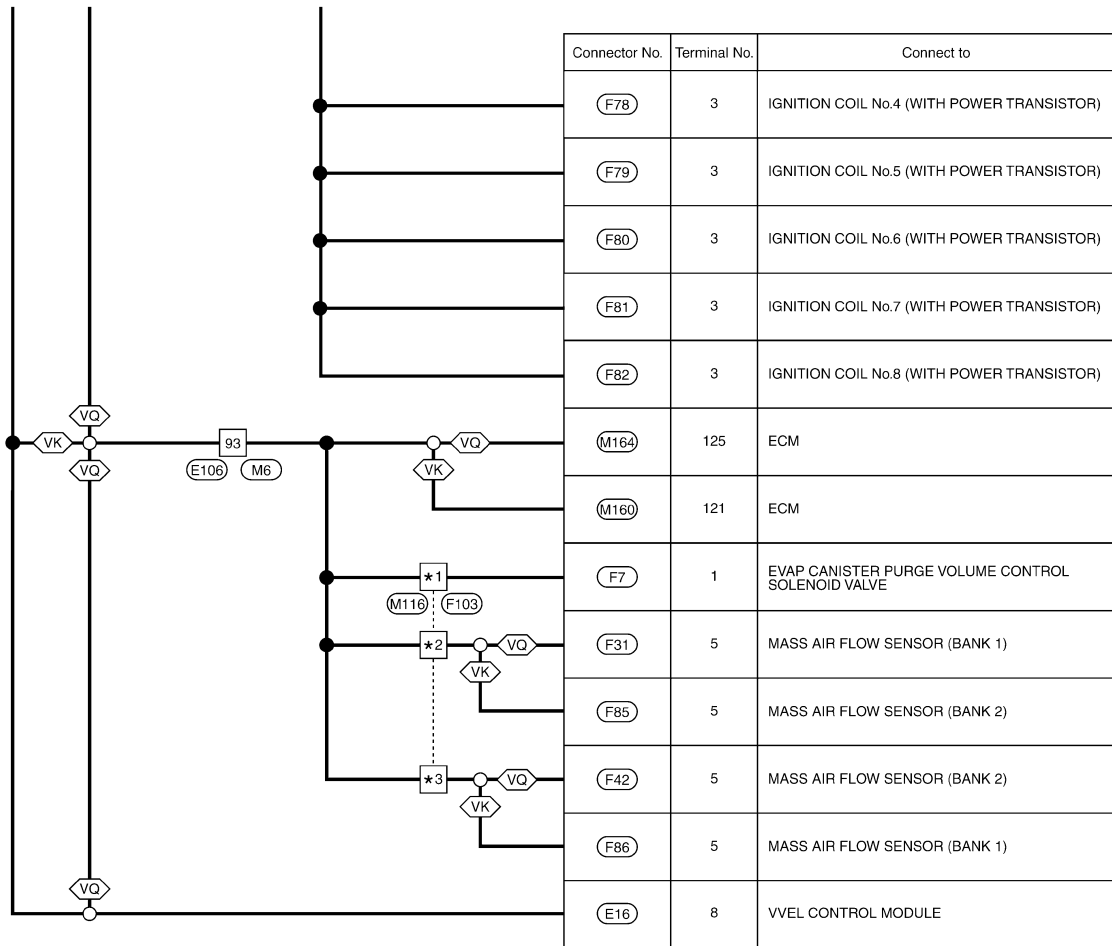 Connector No. Terminal No. Connect to
F78 3 IGNITION COIL No.4 (WITH POWER TRANSISTOR)
F79 3 IGNITION COIL No.5 (WITH POWER TRANSISTOR)
F80 3 IGNITION COIL No.6 (WITH POWER TRANSISTOR)
F81 3 IGNITION COIL No.7 (WITH POWER TRANSISTOR)
F82 3 IGNITION COIL No.8 (WITH POWER TRANSISTOR)
VQ
VK 93 VQ M164 125 ECM
VQ E106 M6 VK
M160 121 ECM
★1 F7 1 EVAP CANISTER PURGE VOLUME CONTROL
SOLENOID VALVE
M116 F103
★2 VQ F31 5 MASS AIR FLOW SENSOR (BANK 1)
VK
F85 5 MASS AIR FLOW SENSOR (BANK 2)
★3 VQ F42 5 MASS AIR FLOW SENSOR (BANK 2)
VK
F86 5 MASS AIR FLOW SENSOR (BANK 1)
VQ
E16 8 VVEL CONTROL MODULE